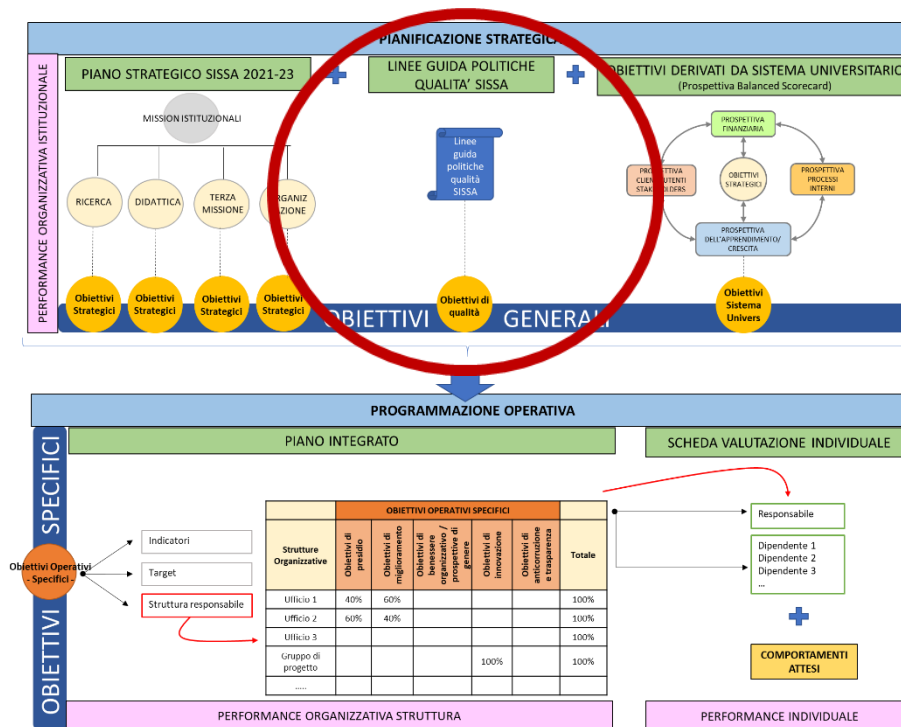 PIANIFICAZIONE STRATEGICA
PERFORMANCE ORGANIZZATIVA ISTITUZIONALE
PIANO STRATEGICO SISSA 2021-23
LINEE GUIDA POLITICHE
QUALITA' SISSA
OBIETTIVI DERIVATI DA SISTEMA UNIVERSITARIO
(Prospettiva Balanced Scorecard)
MISSION ISTITUZIONALI
RICERCA
DIDATTICA
TERZA
MISSIONE
ORGANIZ
ZAZIONE
Linee
guida
politiche
qualità
SISSA
PROSPETTIVA
FINANZIARIA
PROSPETTIVA
CLIENTI/UTENTI
STAKEHOLDERS
OBIETTIVI
STRATEGICI
PROSPETTIVA
PROCESSI
INTERNI
PROSPETTIVA
DELL'APPRENDIMENTO/
CRESCITA
Obiettivi
Strategici
Obiettivi
Strategici
Obiettivi
Strategici
Obiettivi
Strategici
Obiettivi di
qualità
Obiettivi
Sistema
Univers
OBIETTIVI GENERALI
PROGRAMMAZIONE OPERATIVA
OBIETTIVI SPECIFICI
PIANO INTEGRATO
SCHEDA VALUTAZIONE INDIVIDUALE
Obiettivi Operativi
- Specifici -
Indicatori
Target
Struttura responsabile
OBIETTIVI OPERATIVI SPECIFICI
Strutture
Organizzative
Obiettivi di
presidio
Obiettivi di
miglioramento
Obiettivi di
benessere
organizzativo /
prospettive di
genere
Obiettivi di
innovazione
Obiettivi di
anticorruzione
e trasparenza
Totale
Ufficio 1 40% 60% 100%
Ufficio 2 60% 40% 100%
Ufficio 3 100%
Gruppo di
progetto 100% 100%
.....
Responsabile
Dipendente 1
Dipendente 2
Dipendente 3
…
COMPORTAMENTI
ATTESI
PERFORMANCE ORGANIZZATIVA STRUTTURA
PERFORMANCE INDIVIDUALE